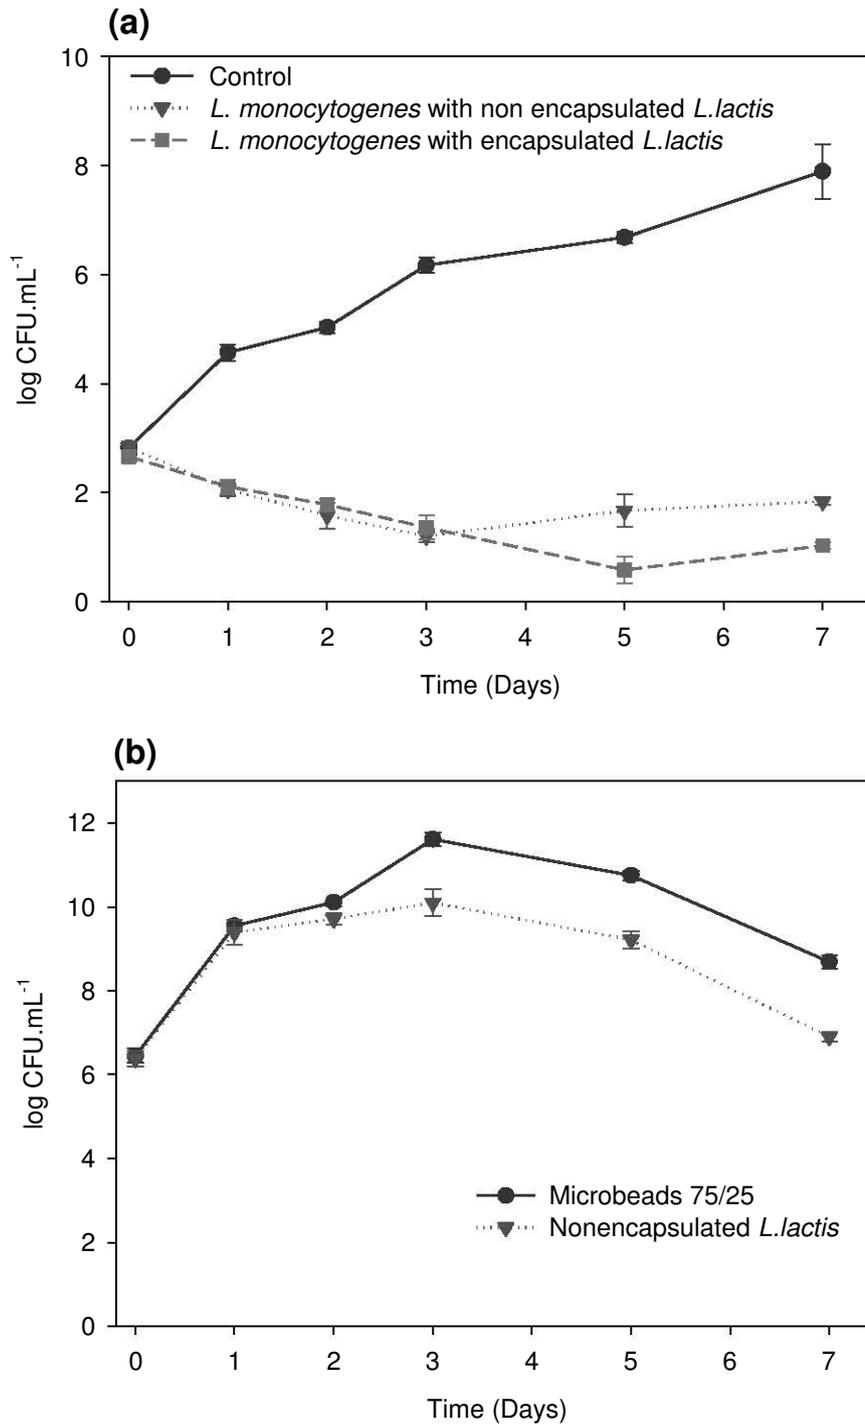 (a)
10
8
6
4
2
0
log CFU.mL-1
Control
L. monocytogenes with non encapsulated L.lactis
L. monocytogenes with encapsulated L.lactis
0 1 2 3 4 5 6 7
Time (Days)
(b)
12
10
8
6
4
2
0
log CFU.mL-1
Microbeads 75/25
Nonencapsulated L.lactis
0 1 2 3 4 5 6 7
Time (Days)